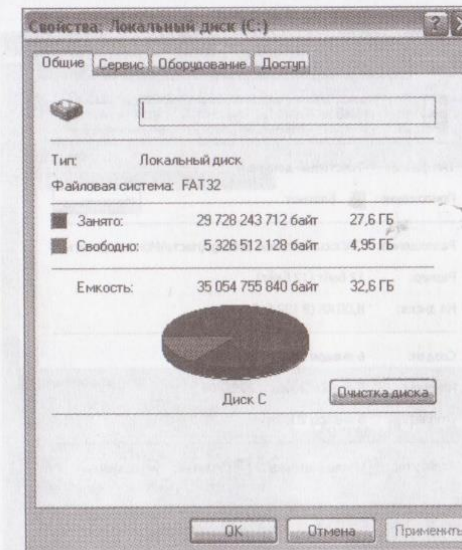 Свойства: Локальный диск (C:)
Общие Сервис Оборудование Доступ
Тип: Локальный диск
Файловая система: FAT32
Занято: 29 728 243 712 байт 27,6 ГБ
Свободно: 5 326 512 128 байт 4,95 ГБ
Емкость: 35 054 755 840 байт 32,6 ГБ
Диск C
Очистка диска
OK Отмена Применить